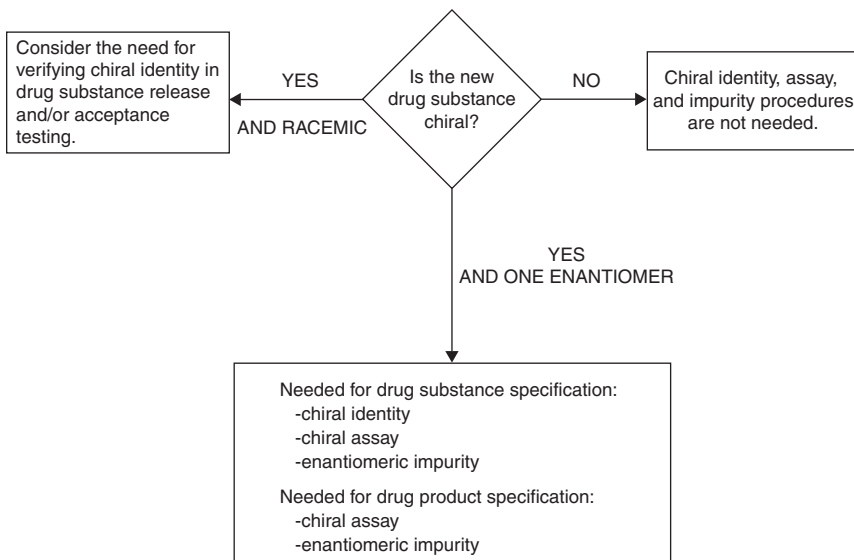 Consider the need for
verifying chiral identity in
drug substance release
and/or acceptance
testing.
YES
AND RACEMIC
Is the new
drug substance
chiral?
NO
Chiral identity, assay,
and impurity procedures
are not needed.
YES
AND ONE ENANTIOMER
Needed for drug substance specification:
-chiral identity
-chiral assay
-enantiomeric impurity
Needed for drug product specification:
-chiral assay
-enantiomeric impurity